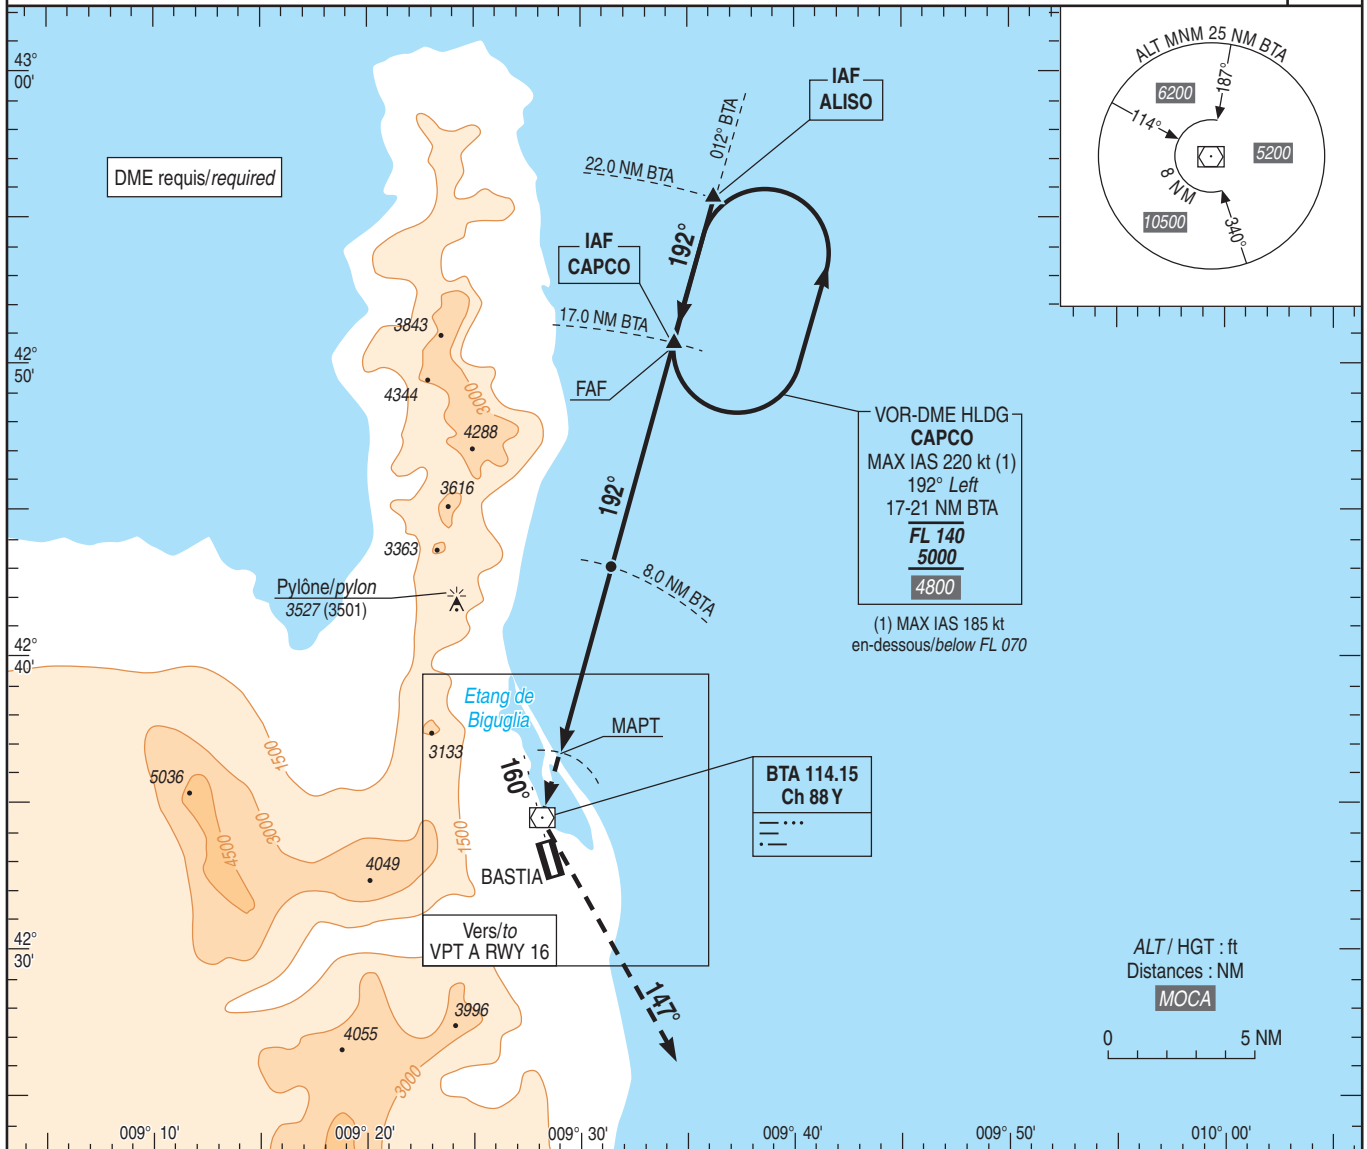 43°
00'
42°
50'
42°
40'
42°
30'
DME requis/required
IAF
ALISO
012° BTA
22.0 NM BTA
192°
IAF
CAPCO
17.0 NM BTA
FAF
3843
4344
3000
4288
3616
3363
Pylône/pylon
3527 (3501)
192°
8.0 NM BTA
VOR-DME HLDG
CAPCO
MAX IAS 220 kt (1)
192° Left
17-21 NM BTA
FL 140
5000
4800
(1) MAX IAS 185 kt
en-dessous/below FL 070
ALT MNM 25 NM BTA
6200
187°
114°
5200
8 NM
10500
340°
Etang de
Biguglia
MAPT
3133
160°
BTA 114.15
Ch 88 Y
BASTIA
5036
1500
3000
4500
4049
1500
Vers/to
VPT A RWY 16
147°
3996
4055
3000
ALT / HGT : ft
Distances : NM
MOCA
0 5 NM
009° 10' 009° 20' 009° 30' 009° 40' 009° 50' 010° 00'